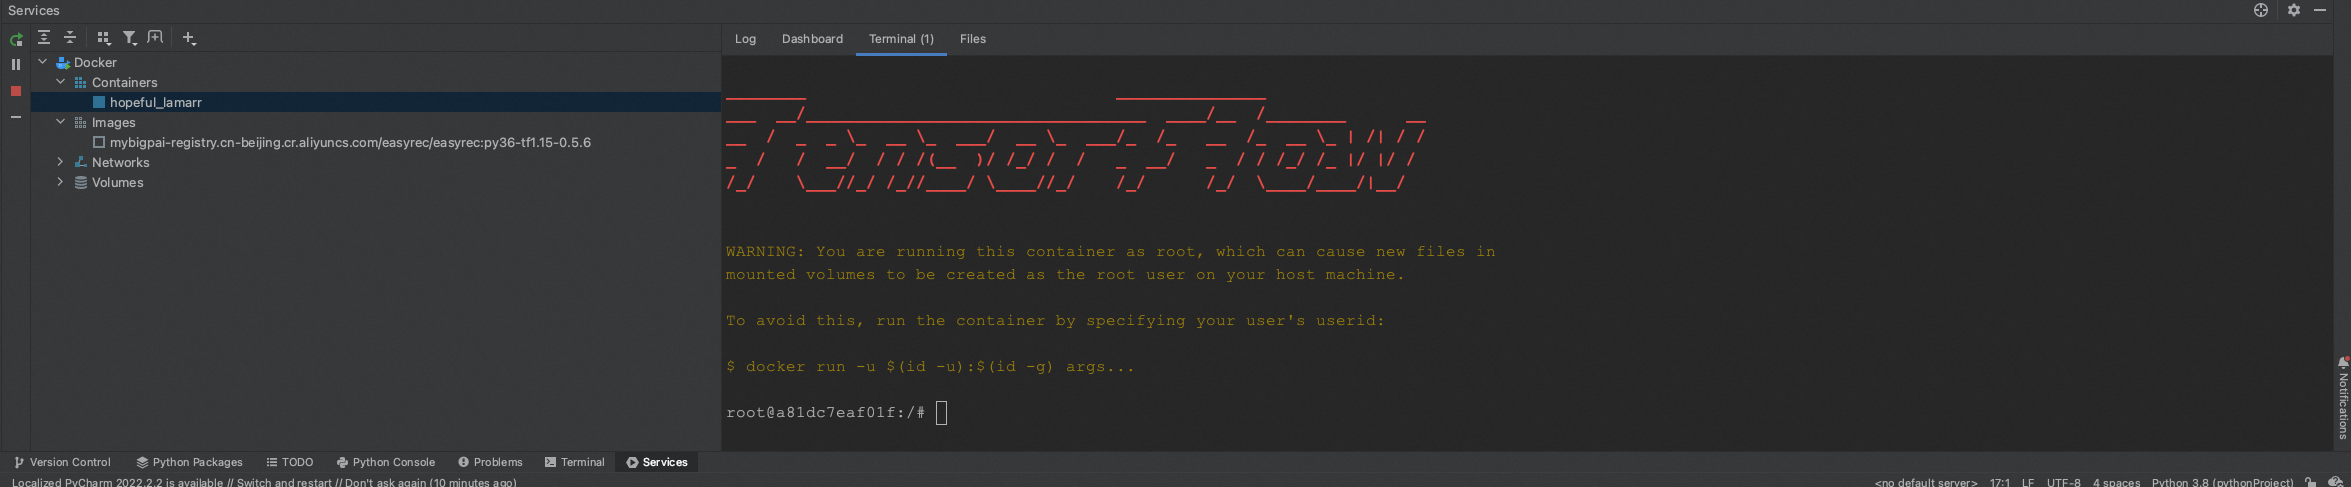 Services
Log Dashboard Terminal (1) Files
Docker
Containers
hopeful_lamarr
Images
mybigpai-registry.cn-beijing.cr.aliyuncs.com/easyrec/easyrec:py36-tf1.15-0.5.6
Networks
Volumes
TensorFlow
WARNING: You are running this container as root, which can cause new files in
mounted volumes to be created as the root user on your host machine.
To avoid this, run the container by specifying your user's userid:
$ docker run -u $(id -u):$(id -g) args...
root@a81dc7eaf01f:/#
Notifications
Version Control Python Packages TODO Python Console Problems Terminal Services
Localized PyCharm 2022.2.2 is available // Switch and restart // Don't ask again (10 minutes ago) <no default server> 17:1 LF UTF-8 4 spaces Python 3.8 (pythonProject)